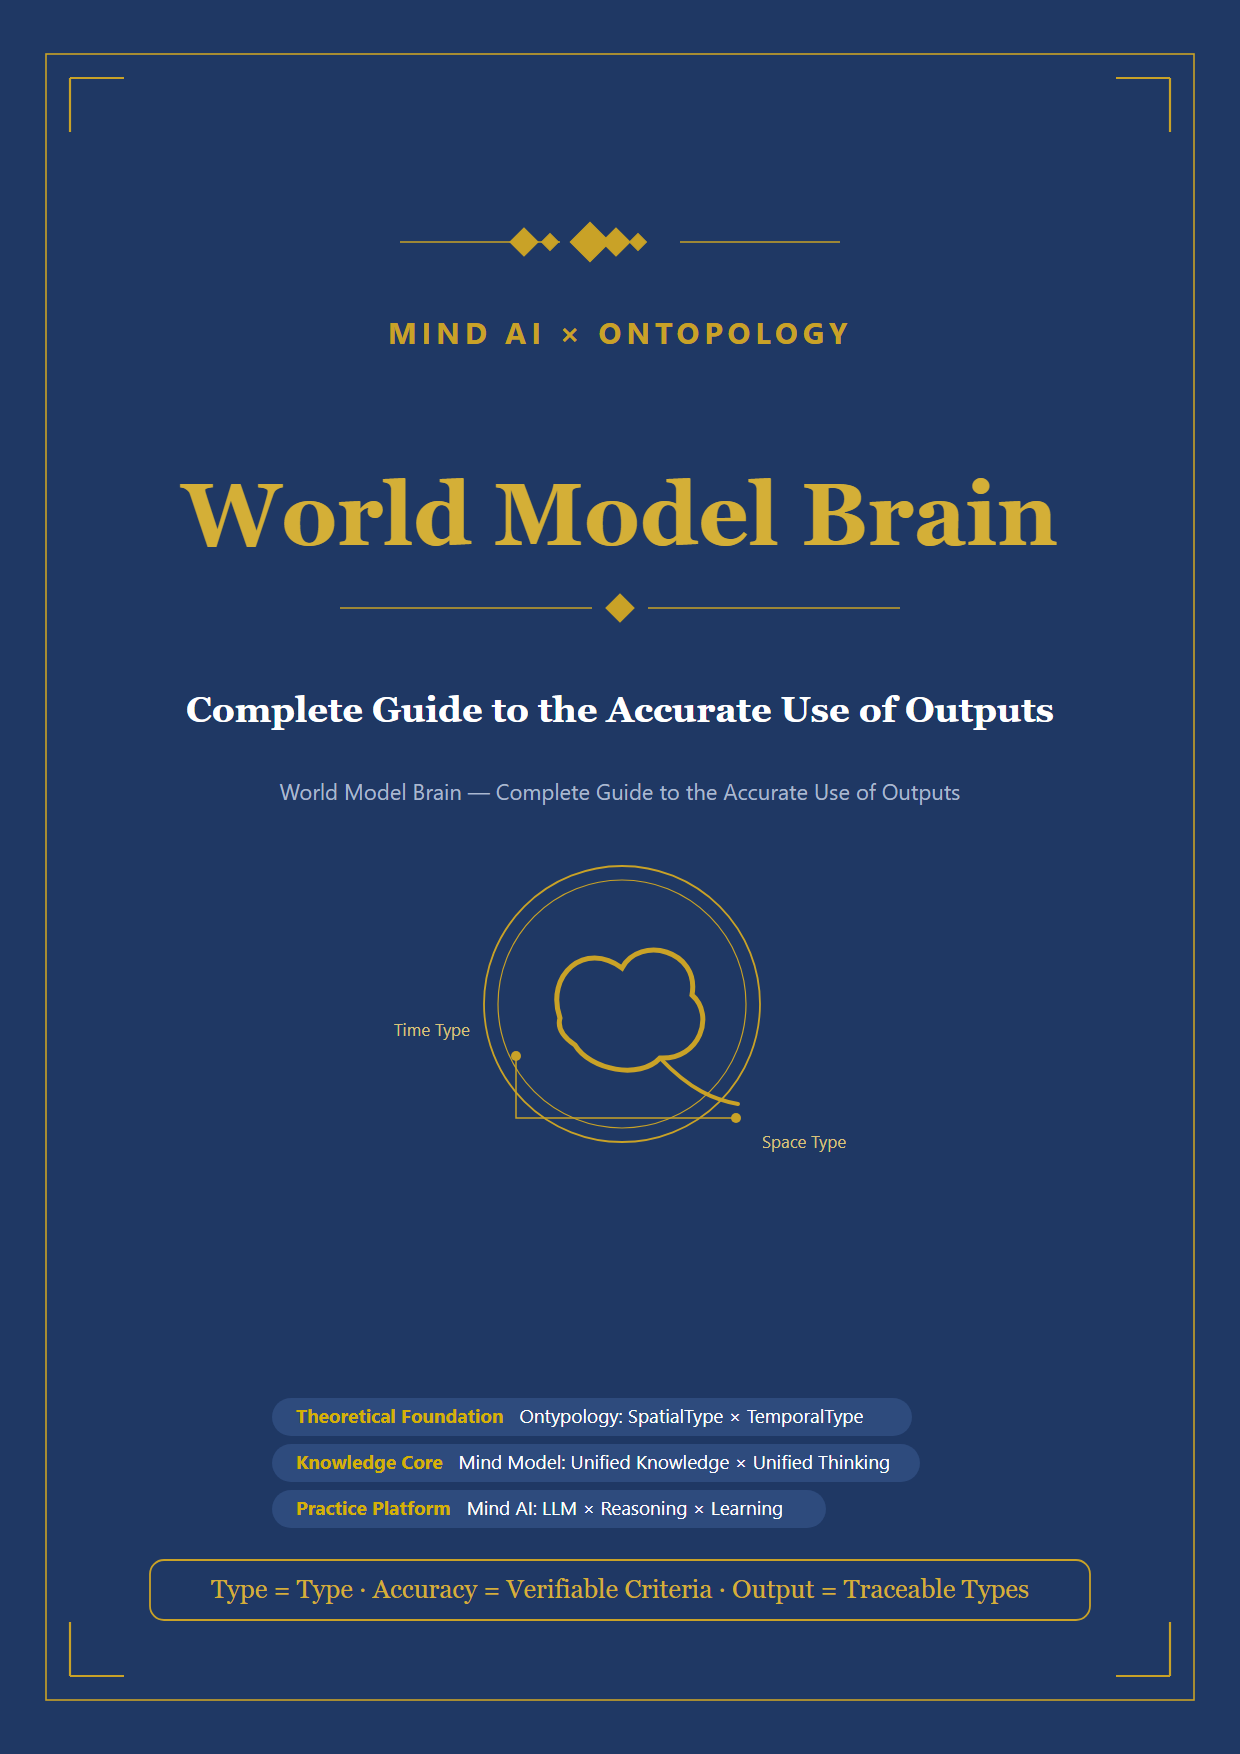 MIND AI × ONTOPOLOGY
World Model Brain
Complete Guide to the Accurate Use of Outputs
World Model Brain — Complete Guide to the Accurate Use of Outputs
Time Type
Space Type
Theoretical Foundation Ontypology: SpatialType × TemporalType
Knowledge Core Mind Model: Unified Knowledge × Unified Thinking
Practice Platform Mind AI: LLM × Reasoning × Learning
Type = Type · Accuracy = Verifiable Criteria · Output = Traceable Types